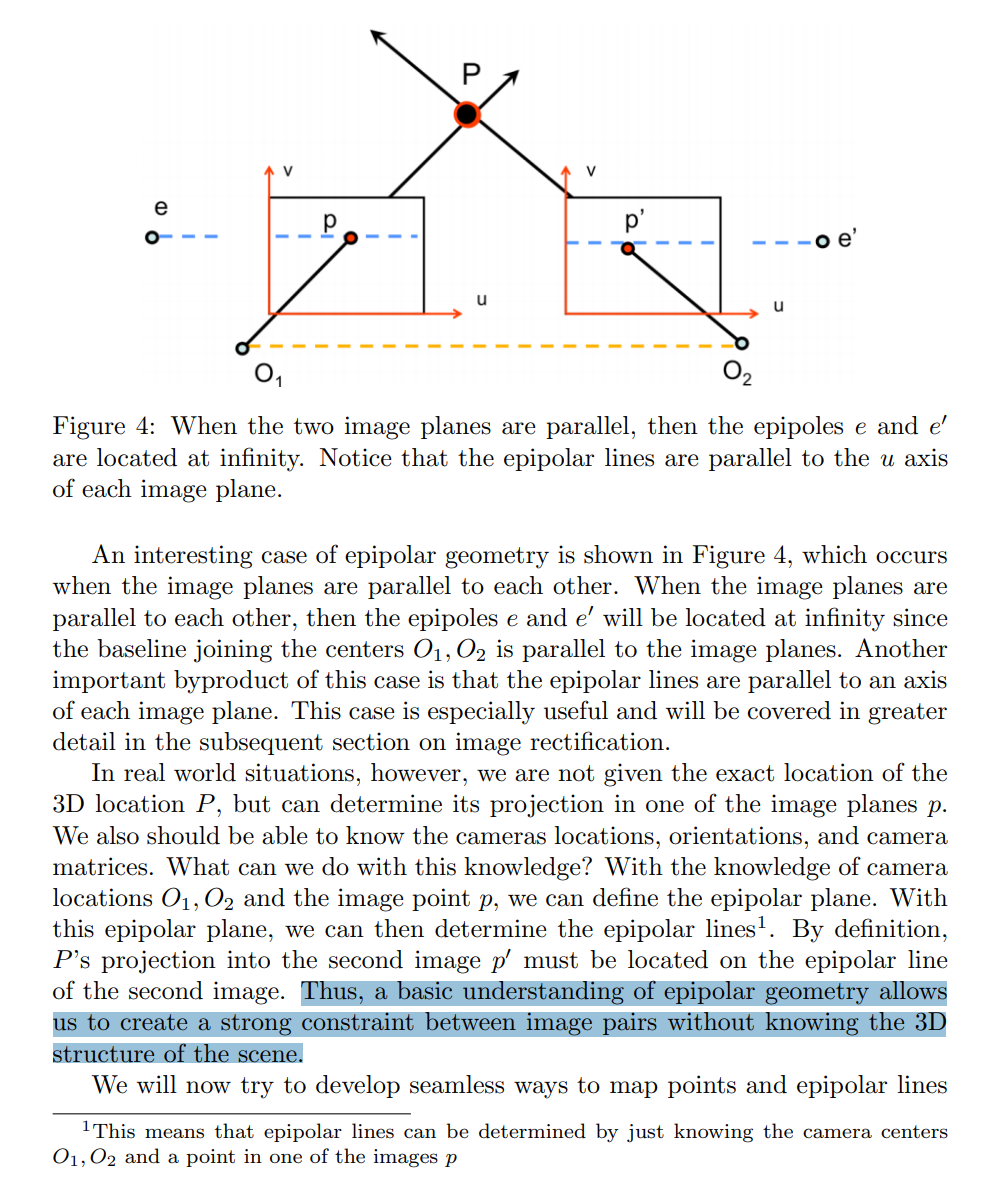 P
v
v
e
p
p’
e’
u
u
O1
O2
Figure 4: When the two image planes are parallel, then the epipoles e and e′
are located at infinity. Notice that the epipolar lines are parallel to the u axis
of each image plane.
An interesting case of epipolar geometry is shown in Figure 4, which occurs
when the image planes are parallel to each other. When the image planes are
parallel to each other, then the epipoles e and e′ will be located at infinity since
the baseline joining the centers O1, O2 is parallel to the image planes. Another
important byproduct of this case is that the epipolar lines are parallel to an axis
of each image plane. This case is especially useful and will be covered in greater
detail in the subsequent section on image rectification.
In real world situations, however, we are not given the exact location of the
3D location P, but can determine its projection in one of the image planes p.
We also should be able to know the cameras locations, orientations, and camera
matrices. What can we do with this knowledge? With the knowledge of camera
locations O1, O2 and the image point p, we can define the epipolar plane. With
this epipolar plane, we can then determine the epipolar lines1. By definition,
P’s projection into the second image p′ must be located on the epipolar line
of the second image. Thus, a basic understanding of epipolar geometry allows
us to create a strong constraint between image pairs without knowing the 3D
structure of the scene.
We will now try to develop seamless ways to map points and epipolar lines
1This means that epipolar lines can be determined by just knowing the camera centers
O1, O2 and a point in one of the images p